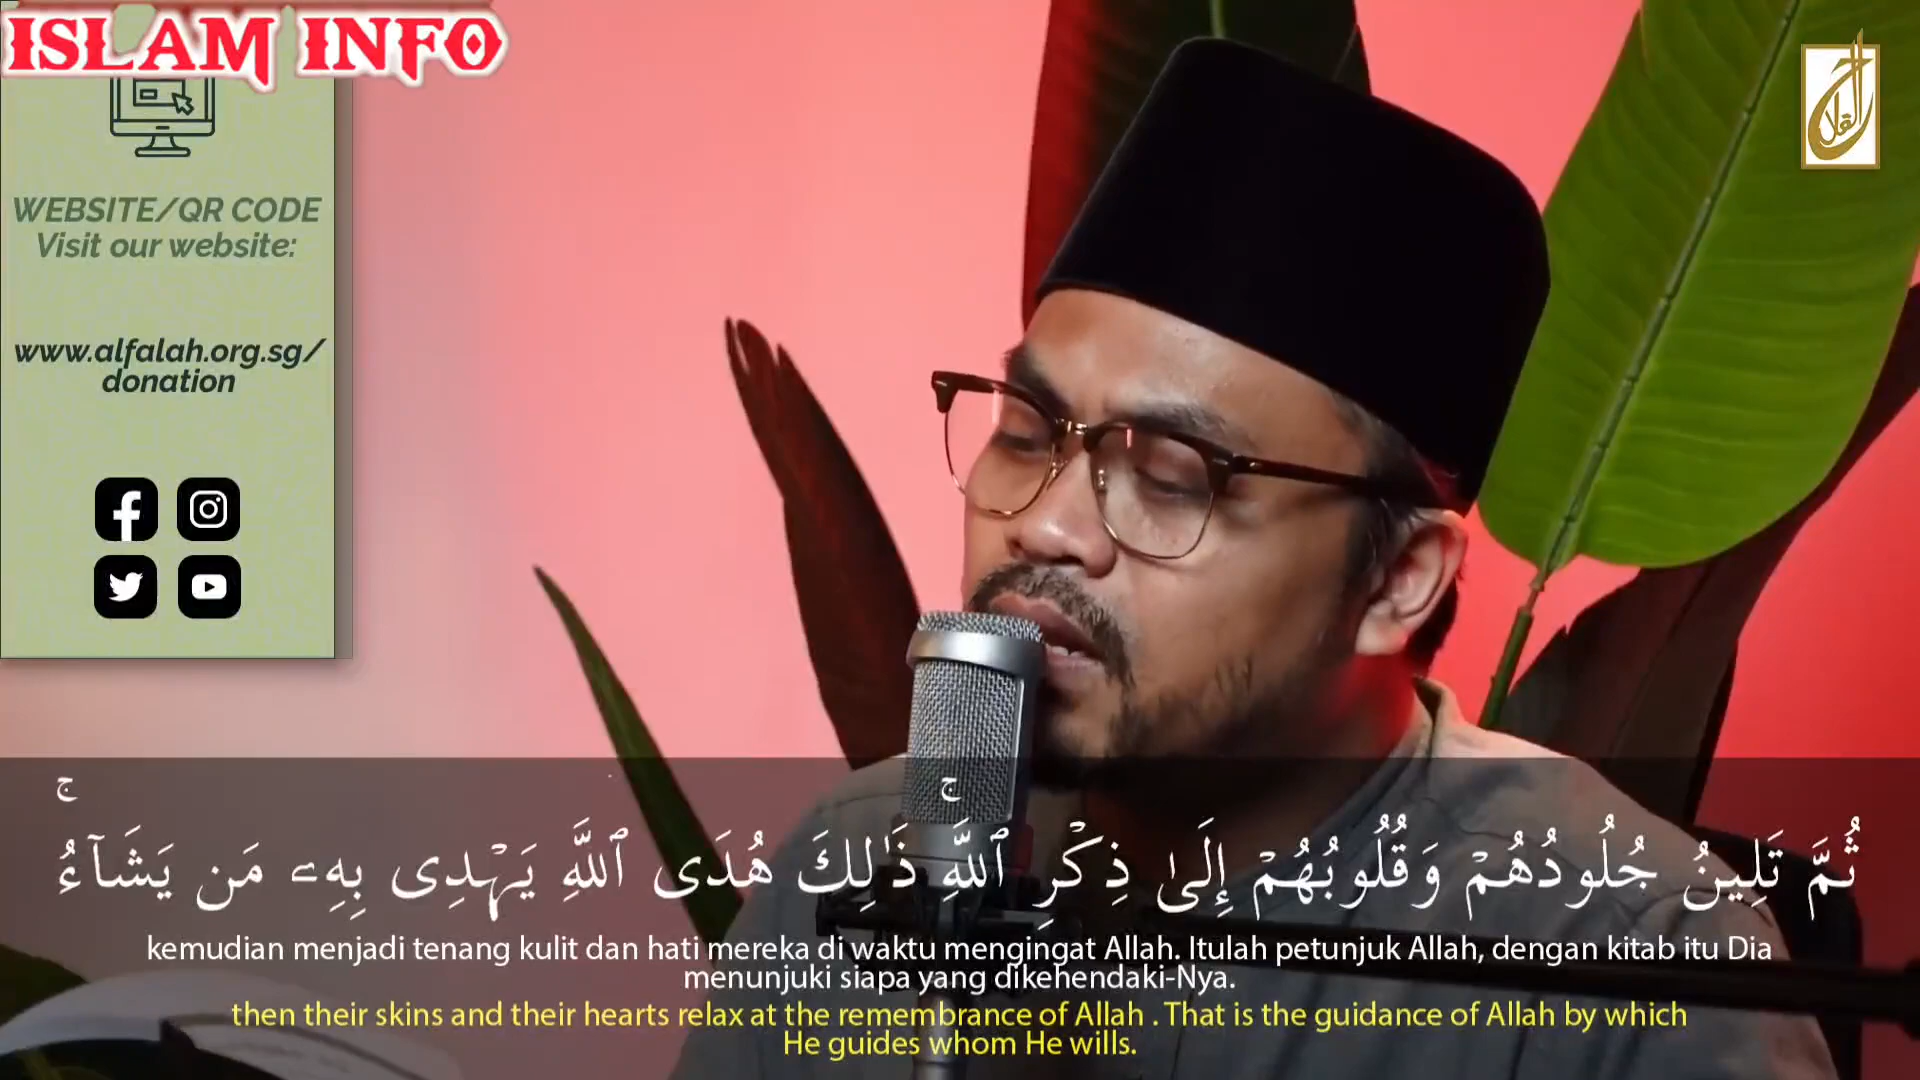 ISLAM INFO
WEBSITE/QR CODE
Visit our website:
www.alfalah.org.sg/
donation
الفلاح
ثُمَّ تَلِينُ جُلُودُهُمْ وَقُلُوبُهُمْ إِلَىٰ ذِكْرِ ٱللَّهِ ۚ ذَٰلِكَ هُدَى ٱللَّهِ يَهْدِى بِهِۦ مَن يَشَآءُ ۚ
kemudian menjadi tenang kulit dan hati mereka di waktu mengingat Allah. Itulah petunjuk Allah, dengan kitab itu Dia
menunjuki siapa yang dikehendaki-Nya.
then their skins and their hearts relax at the remembrance of Allah . That is the guidance of Allah by which
He guides whom He wills.